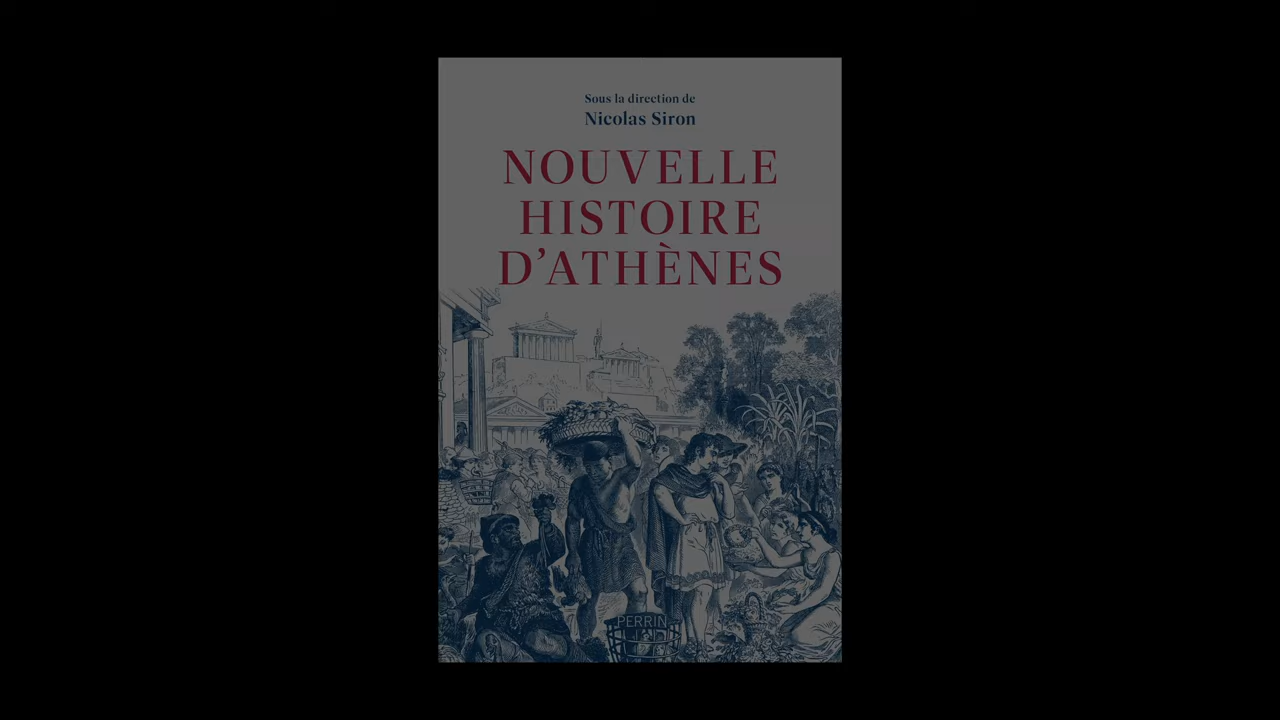 Sous la direction de
Nicolas Siron
NOUVELLE
HISTOIRE
D’ATHÈNES
PERRIN